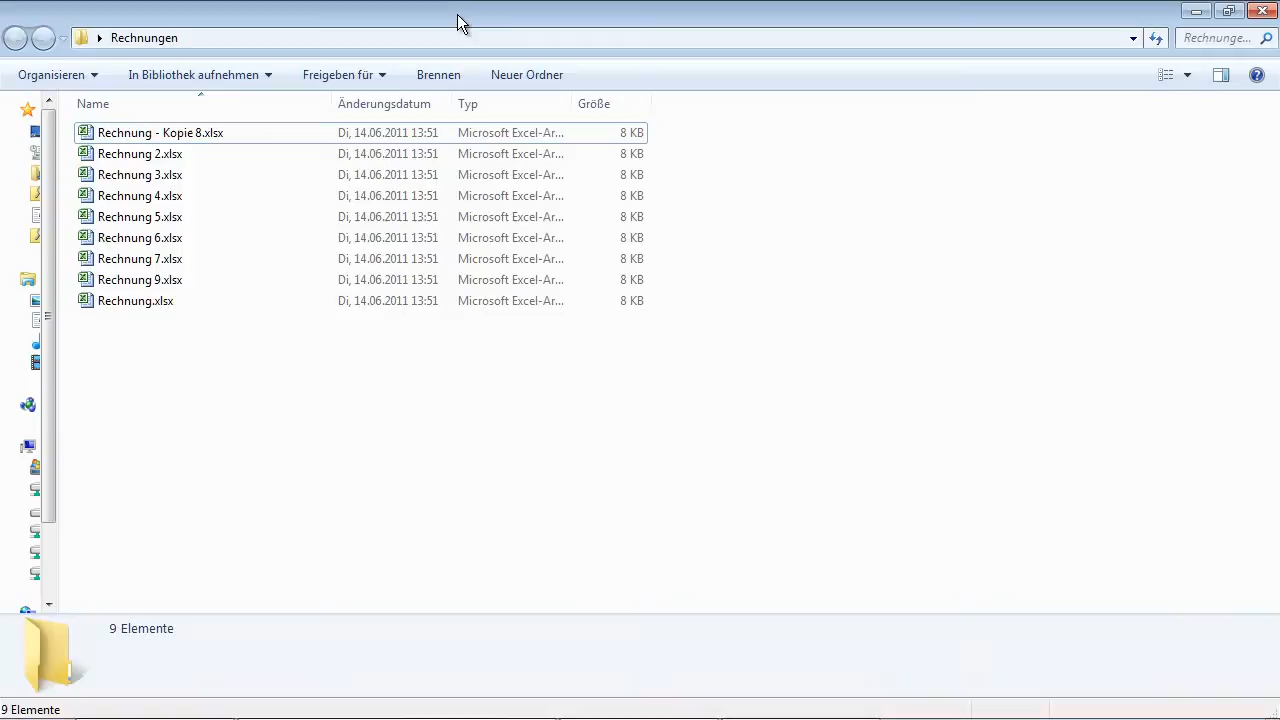 Rechnungen
Rechnunge...
Organisieren In Bibliothek aufnehmen Freigeben für Brennen Neuer Ordner
Name Änderungsdatum Typ Größe
Rechnung - Kopie 8.xlsx Di, 14.06.2011 13:51 Microsoft Excel-Ar... 8 KB
Rechnung 2.xlsx Di, 14.06.2011 13:51 Microsoft Excel-Ar... 8 KB
Rechnung 3.xlsx Di, 14.06.2011 13:51 Microsoft Excel-Ar... 8 KB
Rechnung 4.xlsx Di, 14.06.2011 13:51 Microsoft Excel-Ar... 8 KB
Rechnung 5.xlsx Di, 14.06.2011 13:51 Microsoft Excel-Ar... 8 KB
Rechnung 6.xlsx Di, 14.06.2011 13:51 Microsoft Excel-Ar... 8 KB
Rechnung 7.xlsx Di, 14.06.2011 13:51 Microsoft Excel-Ar... 8 KB
Rechnung 9.xlsx Di, 14.06.2011 13:51 Microsoft Excel-Ar... 8 KB
Rechnung.xlsx Di, 14.06.2011 13:51 Microsoft Excel-Ar... 8 KB
9 Elemente
9 Elemente